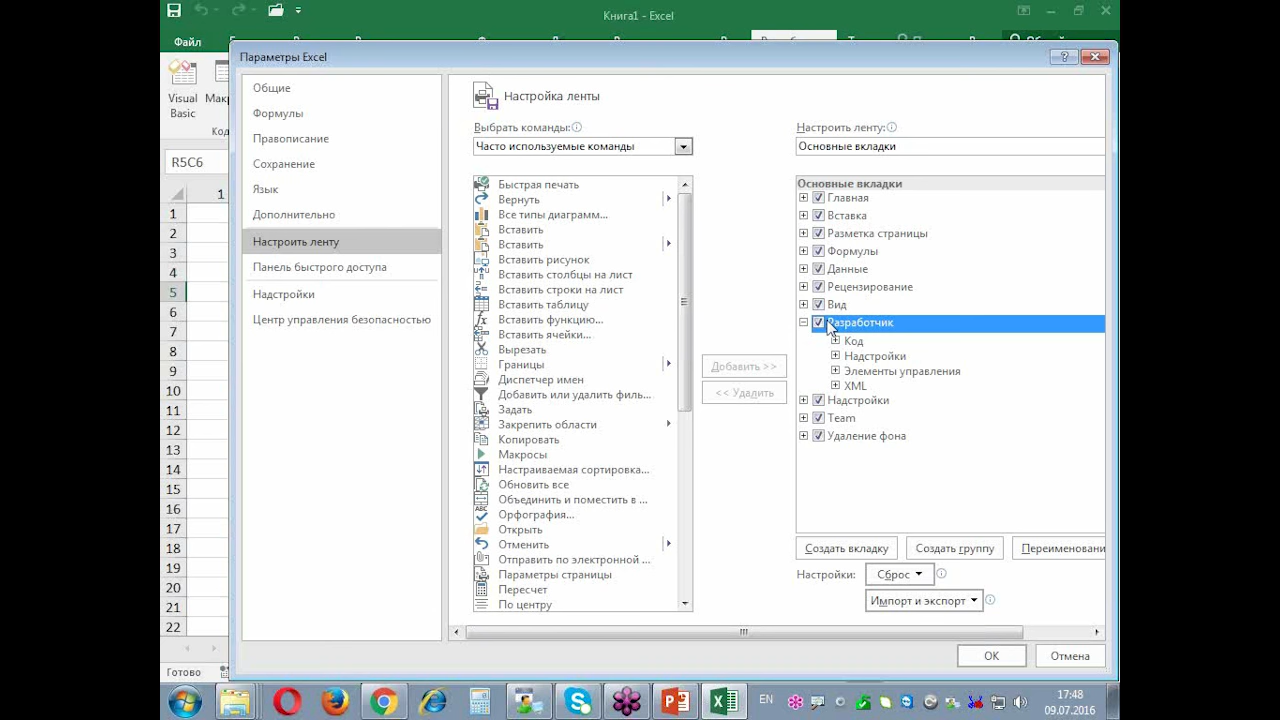 Книга1 - Excel
Файл
Параметры Excel
Visual
Basic
R5C6
1
1
2
3
4
5
6
7
8
9
10
11
12
13
14
15
16
17
18
19
20
21
22
Готово
Общие
Формулы
Правописание
Сохранение
Язык
Дополнительно
Настроить ленту
Панель быстрого доступа
Надстройки
Центр управления безопасностью
Настройка ленты
Выбрать команды:
Часто используемые команды
Быстрая печать
Вернуть
Все типы диаграмм...
Вставить
Вставить
Вставить рисунок
Вставить столбцы на лист
Вставить строки на лист
Вставить таблицу
Вставить функцию...
Вставить ячейки...
Вырезать
Границы
Диспетчер имен
Добавить или удалить филь...
Задать
Закрепить области
Копировать
Макросы
Настраиваемая сортировка...
Обновить все
Объединить и поместить в ...
Орфография...
Открыть
Отменить
Отправить по электронной ...
Параметры страницы
Пересчет
По центру
Добавить >>
<< Удалить
Настроить ленту:
Основные вкладки
Основные вкладки
Главная
Вставка
Разметка страницы
Формулы
Данные
Рецензирование
Вид
Разработчик
Код
Надстройки
Элементы управления
XML
Надстройки
Team
Удаление фона
Создать вкладку
Создать группу
Переименовани
Настройки:
Сброс
Импорт и экспорт
ОК
Отмена
EN
17:48
09.07.2016